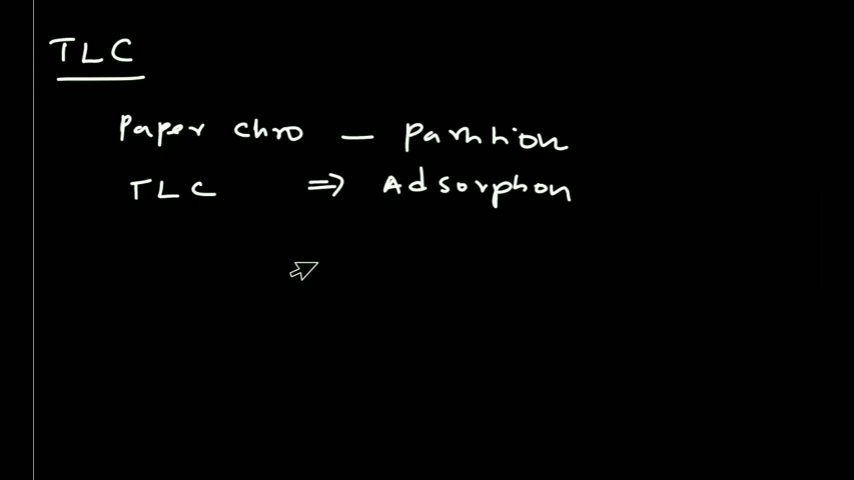 TLC
Paper chro — partition
TLC ⇒ Adsorption